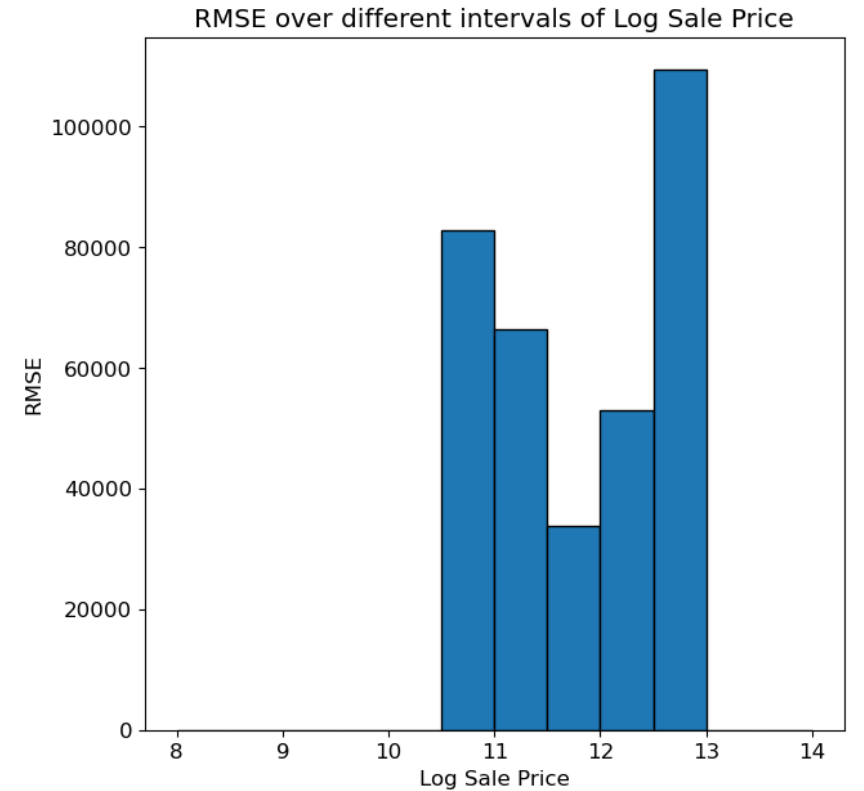 RMSE over different intervals of Log Sale Price
100000
80000
60000
40000
20000
0
RMSE
8 9 10 11 12 13 14
Log Sale Price